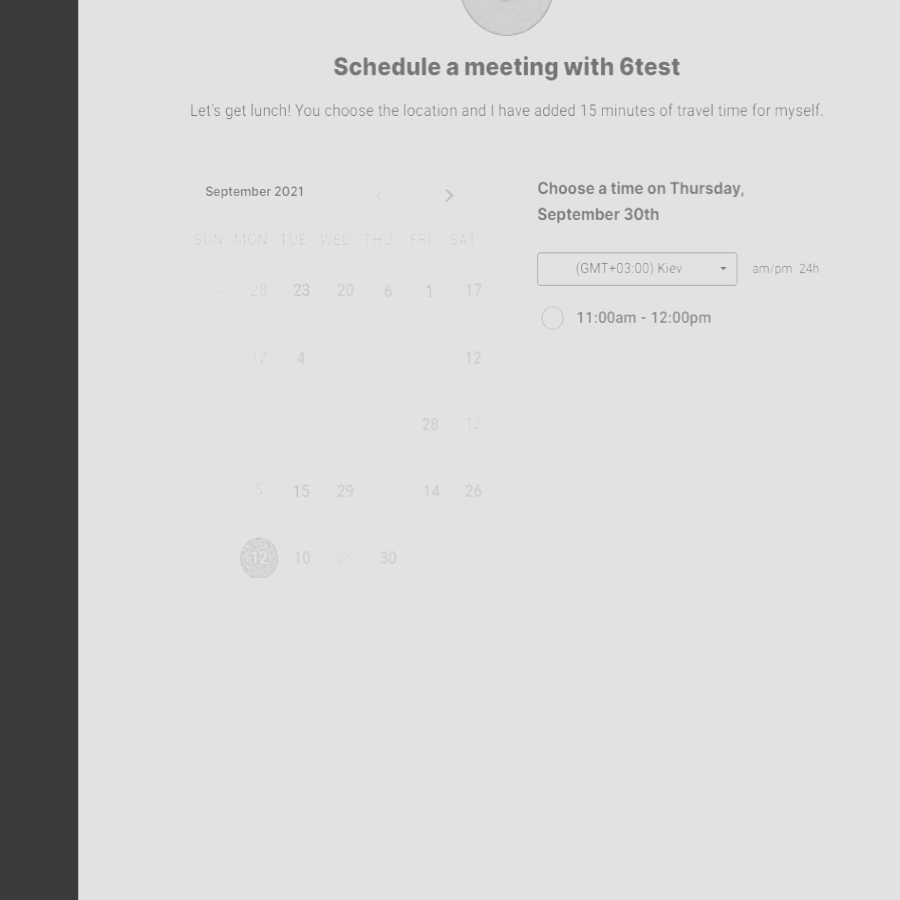 Schedule a meeting with 6test
Let's get lunch! You choose the location and I have added 15 minutes of travel time for myself.
September 2021
SUN MON TUE WED THU FRI SAT
28 23 20 6 1 17
12 4 12
28 12
5 15 29 14 26
12 10 23 30
Choose a time on Thursday,
September 30th
(GMT+03:00) Kiev am/pm 24h
11:00am - 12:00pm